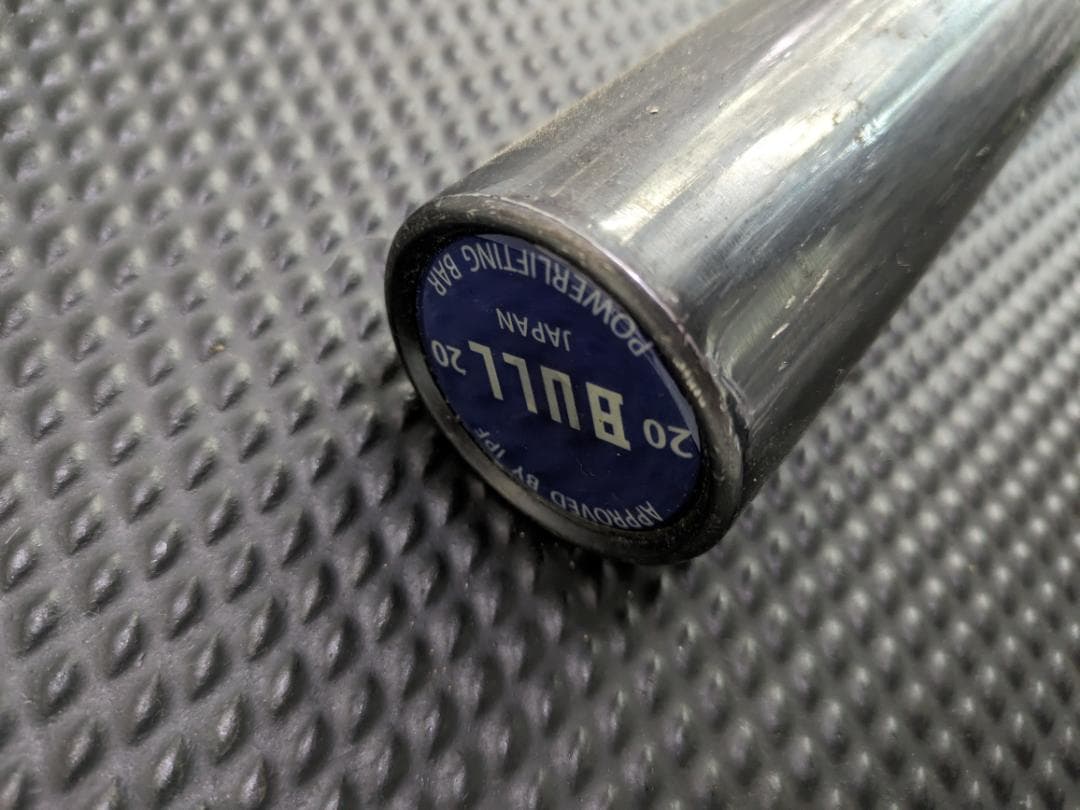 APPROVED BY IPF
20 BULL 20
JAPAN
POWERLIFTING BAR